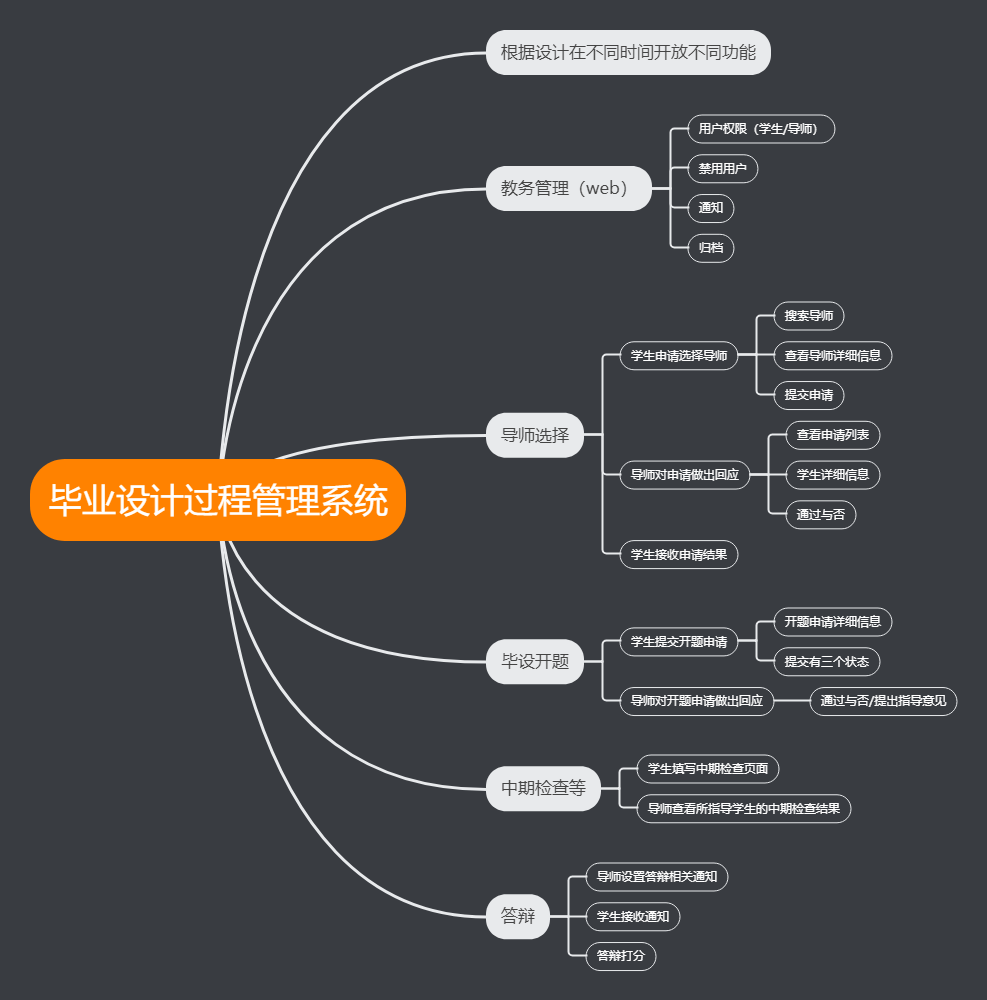 根据设计在不同时间开放不同功能
教务管理（web）
用户权限（学生/导师）
禁用用户
通知
归档
导师选择
学生申请选择导师
搜索导师
查看导师详细信息
提交申请
导师对申请做出回应
查看申请列表
学生详细信息
通过与否
学生接收申请结果
毕业设计过程管理系统
毕设开题
学生提交开题申请
开题申请详细信息
提交有三个状态
导师对开题申请做出回应
通过与否/提出指导意见
中期检查等
学生填写中期检查页面
导师查看所指导学生的中期检查结果
答辩
导师设置答辩相关通知
学生接收通知
答辩打分